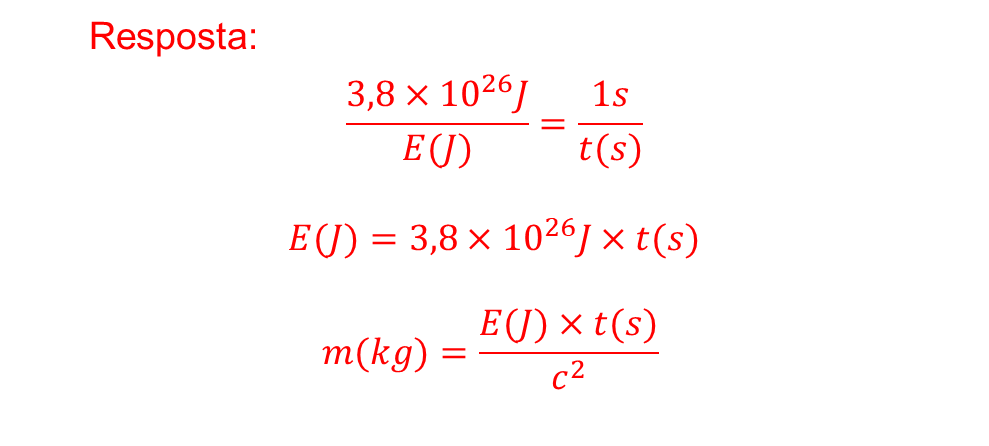 Resposta:
3,8 × 10²⁶J / E(J) = 1s / t(s)
E(J) = 3,8 × 10²⁶J × t(s)
m(kg) = E(J) × t(s) / c²